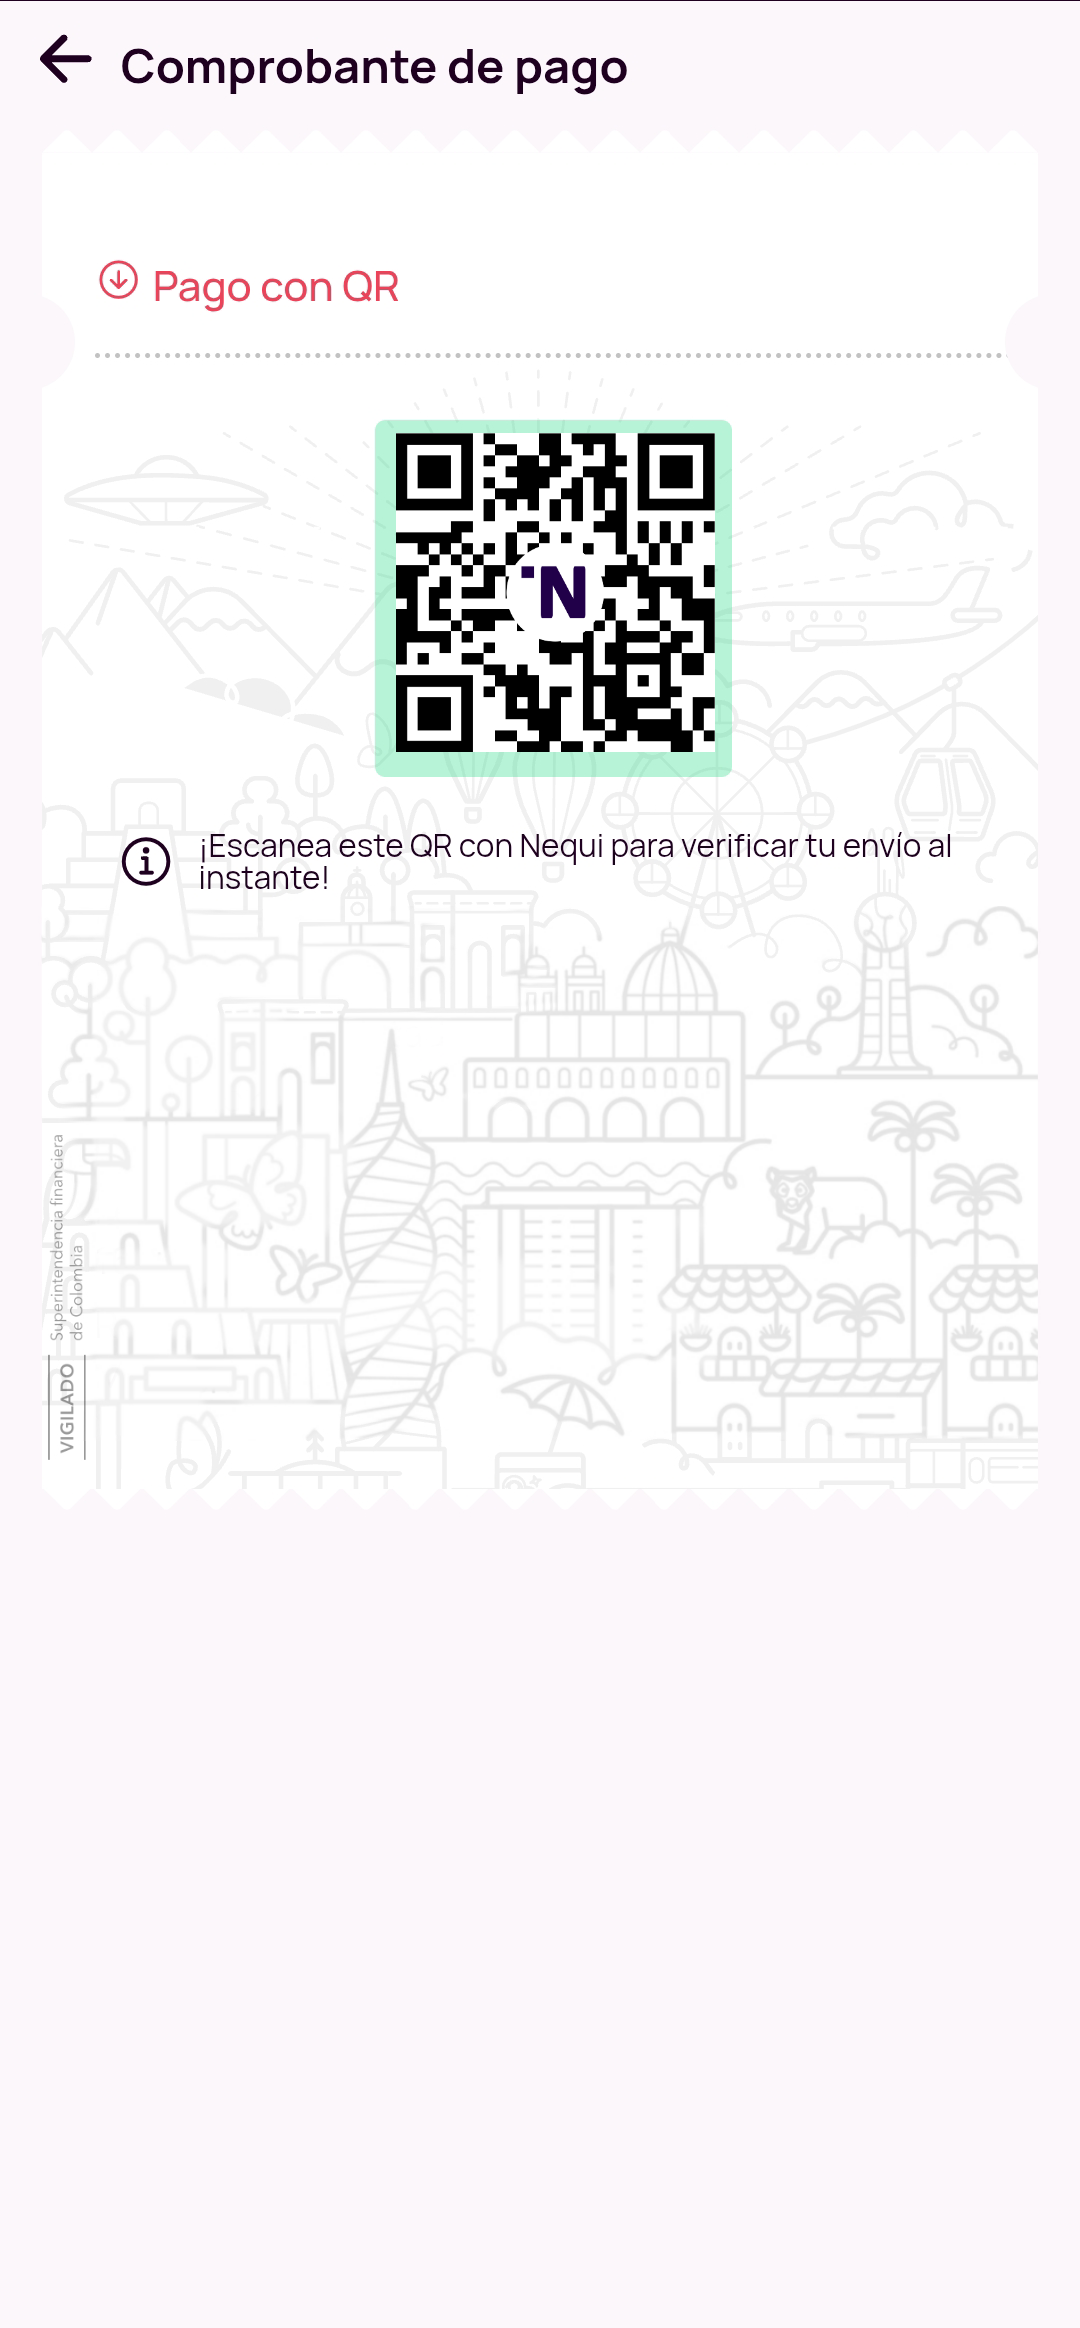 Comprobante de pago
Pago con QR
N
¡Escanea este QR con Nequi para verificar tu envío al
instante!
VIGILADO
Superintendencia financiera
de Colombia